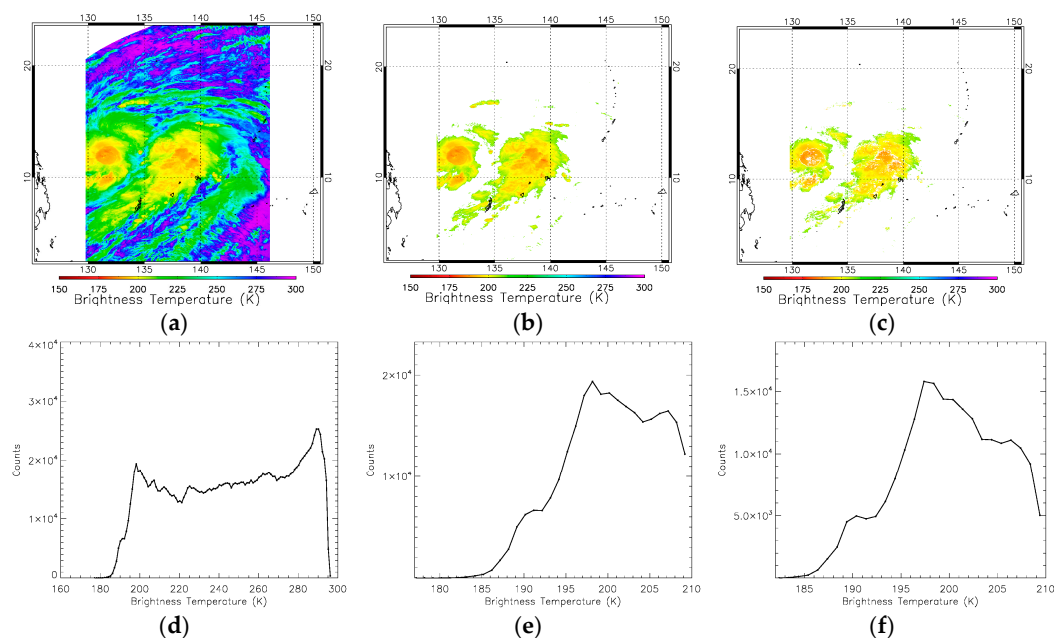 130 135 140 145 150
20
10
20
10
130 135 140 145 150
150 175 200 225 250 275 300
Brightness Temperature (K)
(a)
130 135 140 145 150
20
10
20
10
130 135 140 145 150
150 175 200 225 250 275 300
Brightness Temperature (K)
(b)
130 135 140 145 150
20
10
20
10
130 135 140 145 150
150 175 200 225 250 275 300
Brightness Temperature (K)
(c)
4×10⁴
3×10⁴
2×10⁴
1×10⁴
0
Counts
160 180 200 220 240 260 280 300
Brightness Temperature (K)
(d)
2×10⁴
1×10⁴
0
Counts
180 185 190 195 200 205 210
Brightness Temperature (K)
(e)
1.5×10⁴
1.0×10⁴
5.0×10³
0
Counts
185 190 195 200 205 210
Brightness Temperature (K)
(f)